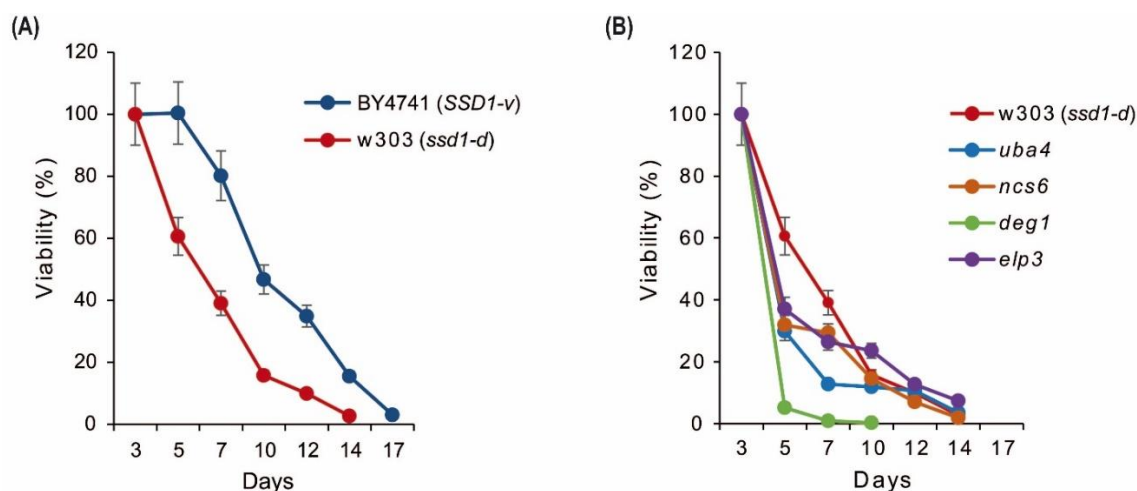 (A)
120
100
80
60
40
20
0
Viability (%)
3 5 7 10 12 14 17
Days
BY4741 (SSD1-v)
w303 (ssd1-d)
(B)
120
100
80
60
40
20
0
Viability (%)
3 5 7 10 12 14 17
Days
w303 (ssd1-d)
uba4
ncs6
deg1
elp3